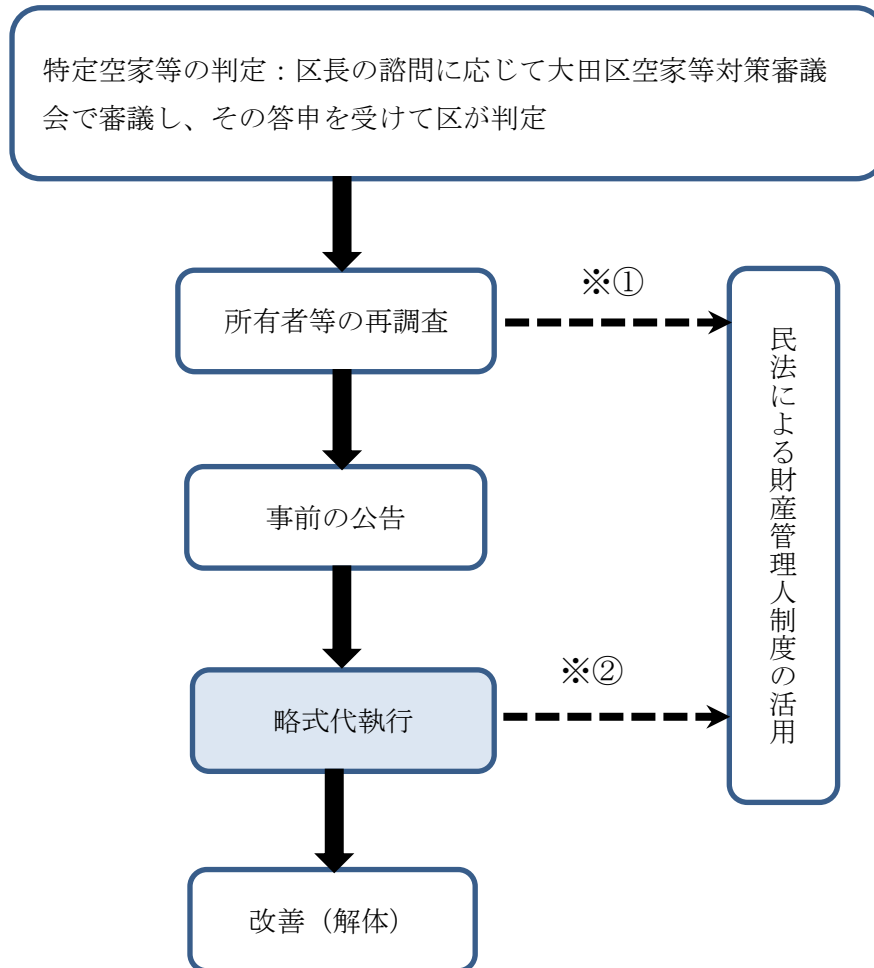 特定空家等の判定：区長の諮問に応じて大田区空家等対策審議
会で審議し、その答申を受けて区が判定
所有者等の再調査
※①
民法による財産管理人制度の活用
事前の公告
略式代執行
※②
改善（解体）